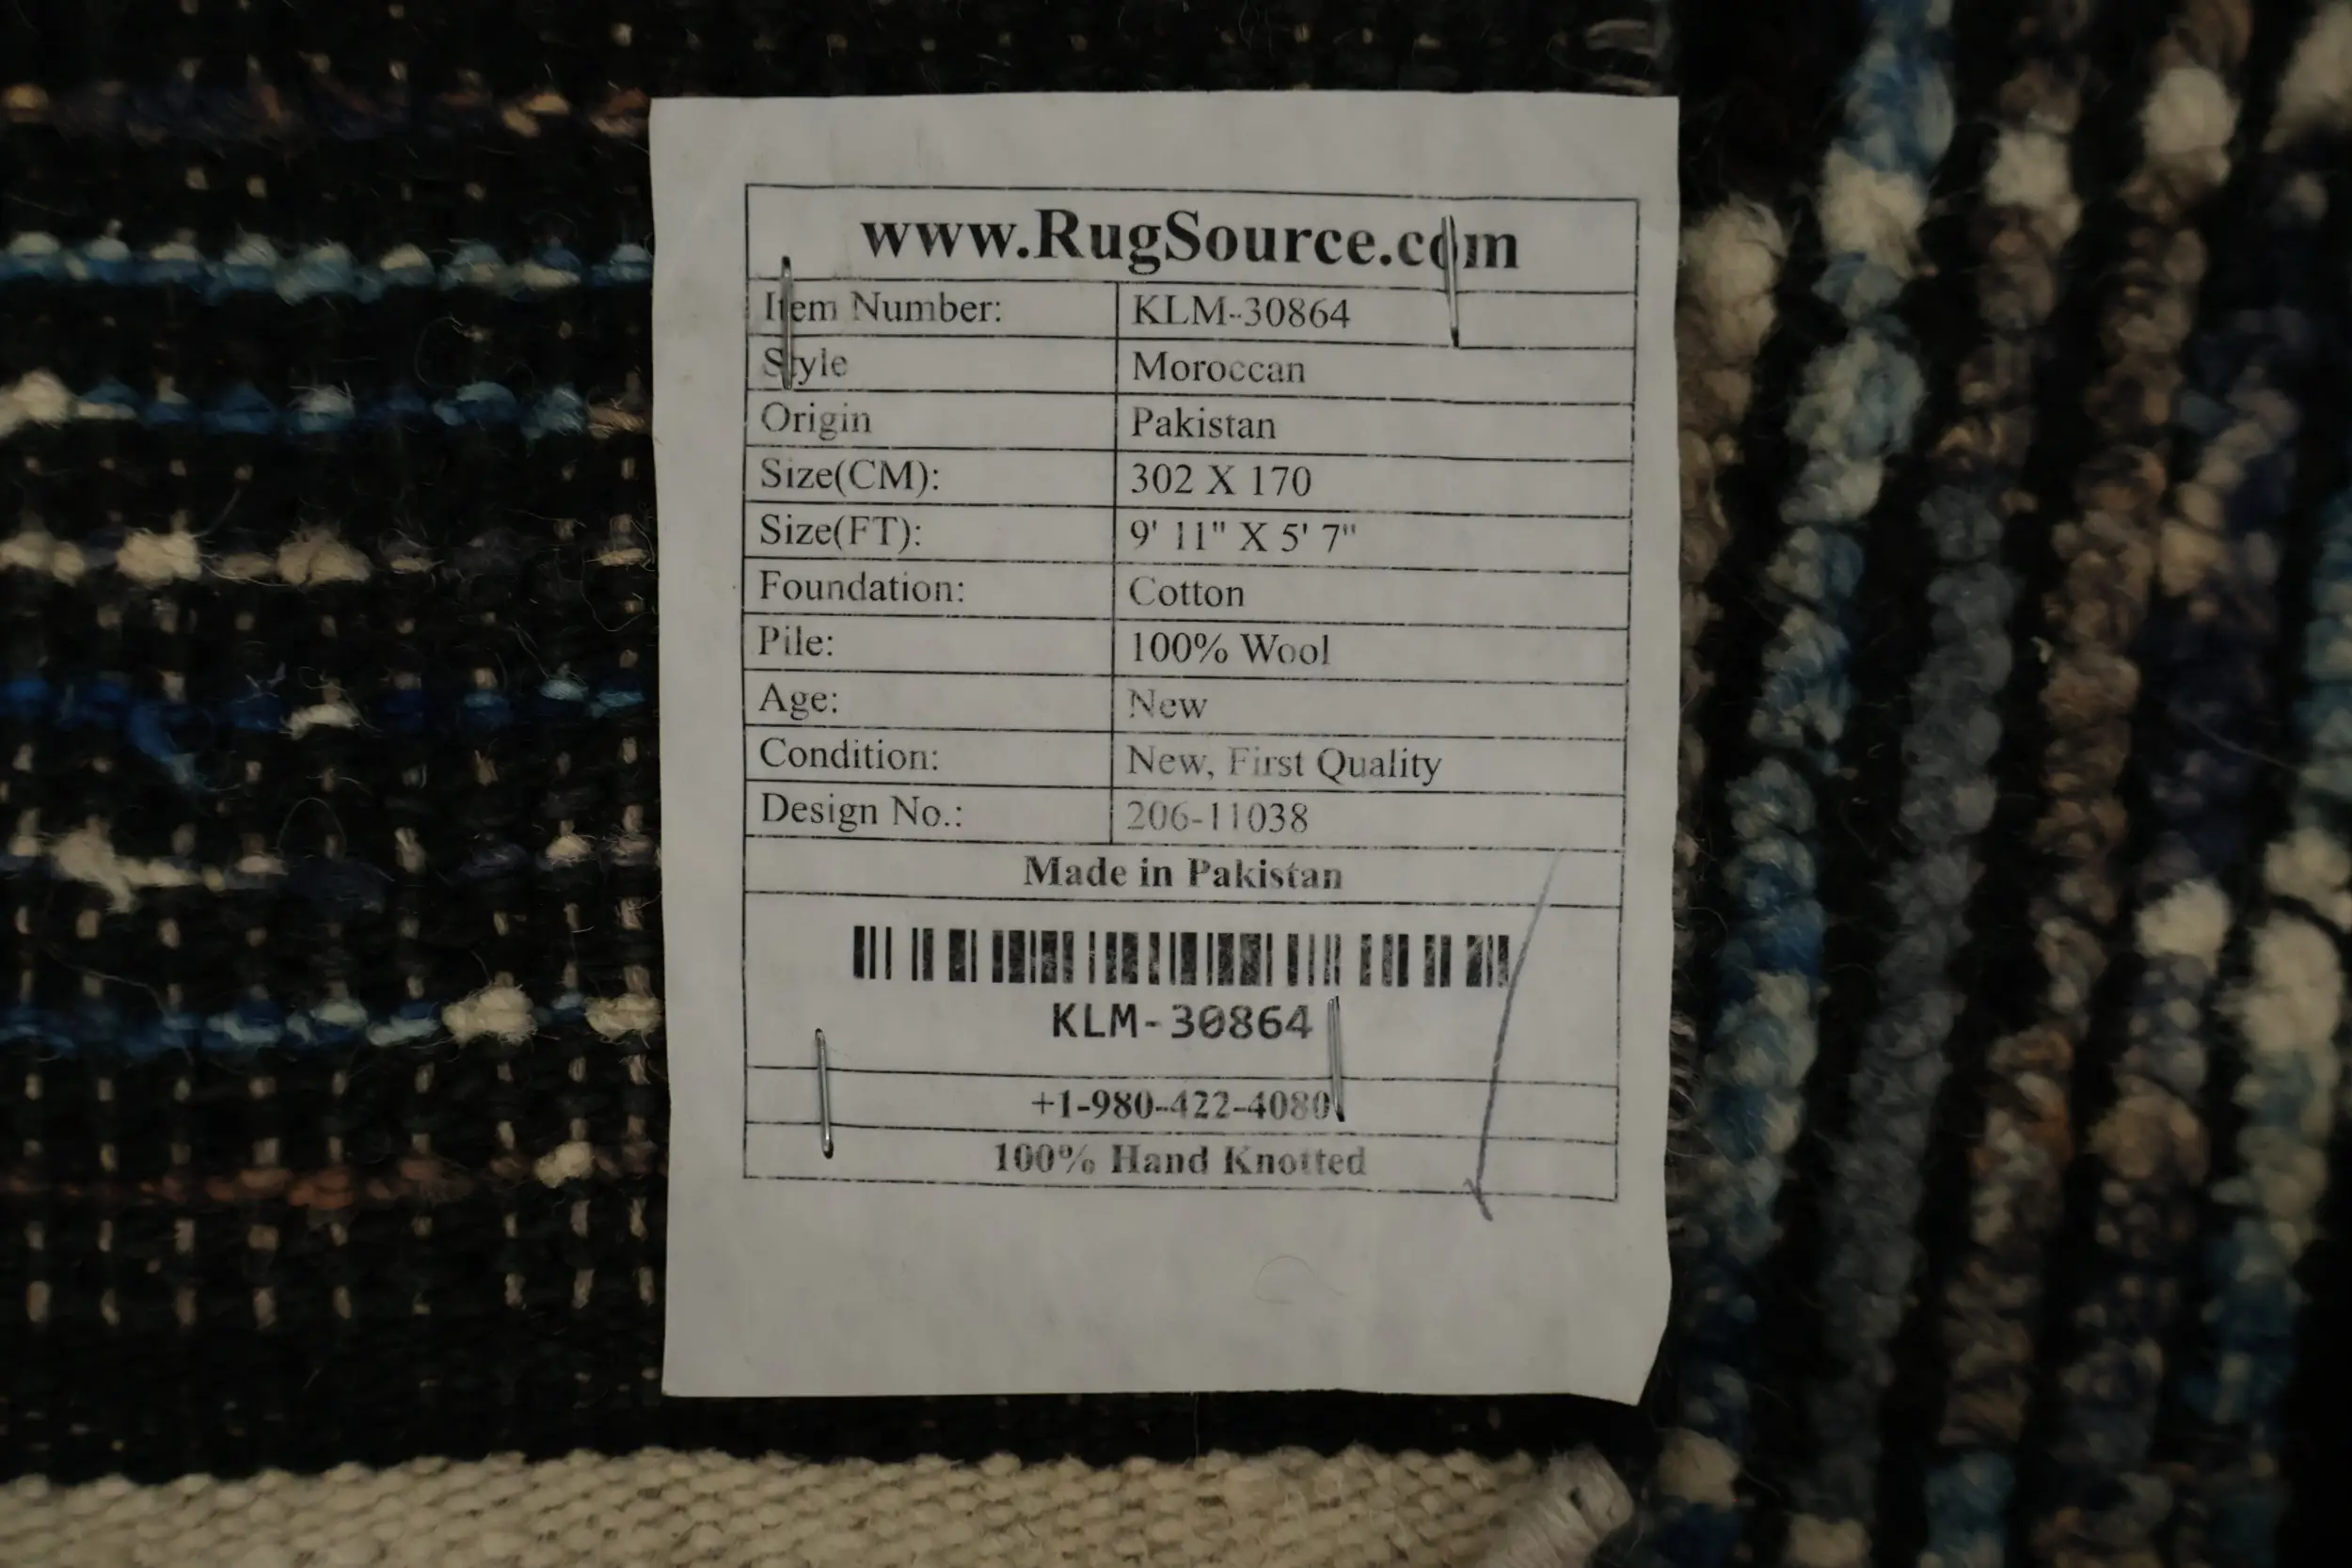 www.RugSource.com
Item Number: KLM-30864
Style Moroccan
Origin Pakistan
Size(CM): 302 X 170
Size(FT): 9' 11" X 5' 7"
Foundation: Cotton
Pile: 100% Wool
Age: New
Condition: New, First Quality
Design No.: 206-11038
Made in Pakistan
KLM-30864
+1-980-422-4080
100% Hand Knotted